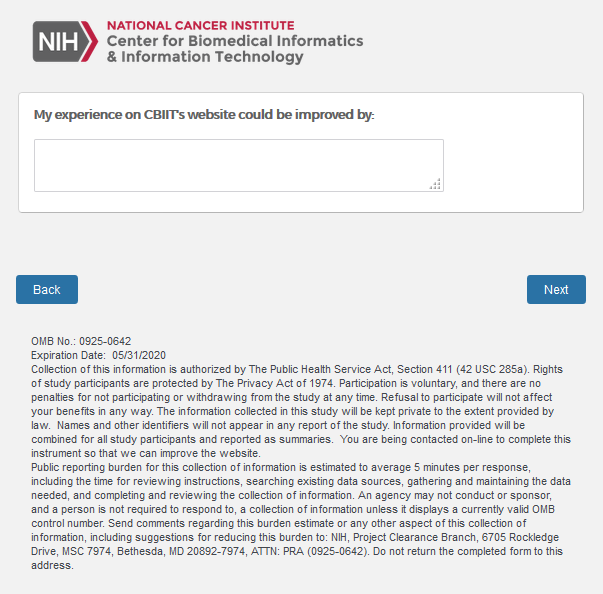 NIH
NATIONAL CANCER INSTITUTE
Center for Biomedical Informatics
& Information Technology
My experience on CBIIT's website could be improved by:
Back
Next
OMB No.: 0925-0642
Expiration Date:  05/31/2020
Collection of this information is authorized by The Public Health Service Act, Section 411 (42 USC 285a). Rights
of study participants are protected by The Privacy Act of 1974. Participation is voluntary, and there are no
penalties for not participating or withdrawing from the study at any time. Refusal to participate will not affect
your benefits in any way. The information collected in this study will be kept private to the extent provided by
law.  Names and other identifiers will not appear in any report of the study. Information provided will be
combined for all study participants and reported as summaries.  You are being contacted on-line to complete this
instrument so that we can improve the website.
Public reporting burden for this collection of information is estimated to average 5 minutes per response,
including the time for reviewing instructions, searching existing data sources, gathering and maintaining the data
needed, and completing and reviewing the collection of information. An agency may not conduct or sponsor,
and a person is not required to respond to, a collection of information unless it displays a currently valid OMB
control number. Send comments regarding this burden estimate or any other aspect of this collection of
information, including suggestions for reducing this burden to: NIH, Project Clearance Branch, 6705 Rockledge
Drive, MSC 7974, Bethesda, MD 20892-7974, ATTN: PRA (0925-0642). Do not return the completed form to this
address.